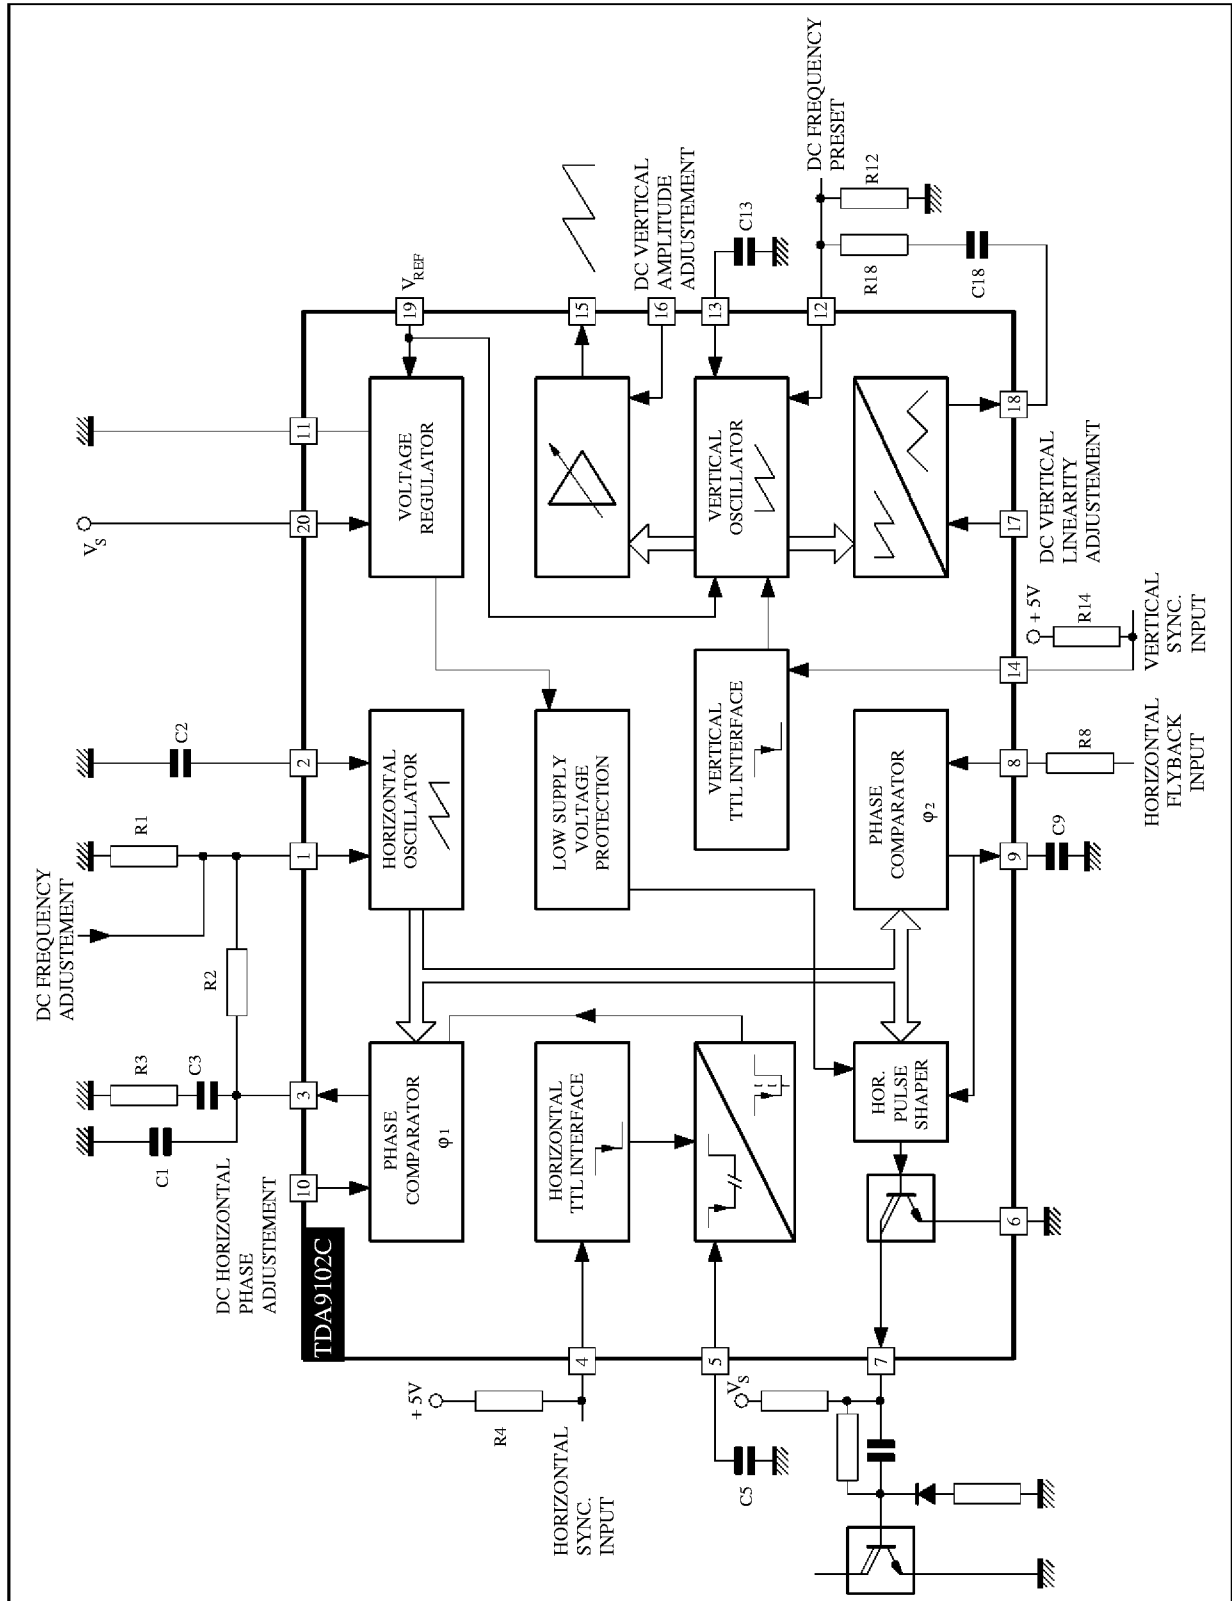 TDA9102C
DC HORIZONTAL
PHASE
ADJUSTEMENT
DC FREQUENCY
ADJUSTEMENT
C1
R3
C3
R2
R1
C2
V_S
10
3
1
2
20
11
PHASE
COMPARATOR
φ1
HORIZONTAL
OSCILLATOR
VOLTAGE
REGULATOR
19
V_REF
+ 5V
R4
HORIZONTAL
SYNC.
INPUT
4
HORIZONTAL
TTL INTERFACE
LOW SUPPLY
VOLTAGE
PROTECTION
15
16
DC VERTICAL
AMPLITUDE
ADJUSTEMENT
C5
5
VERTICAL
TTL INTERFACE
VERTICAL
OSCILLATOR
13
C13
V_S
7
HOR.
PULSE
SHAPER
PHASE
COMPARATOR
φ2
12
DC FREQUENCY
PRESET
R18
R12
C18
6
9
8
14
17
18
C9
R8
HORIZONTAL
FLYBACK
INPUT
+ 5V
R14
VERTICAL
SYNC.
INPUT
DC VERTICAL
LINEARITY
ADJUSTEMENT